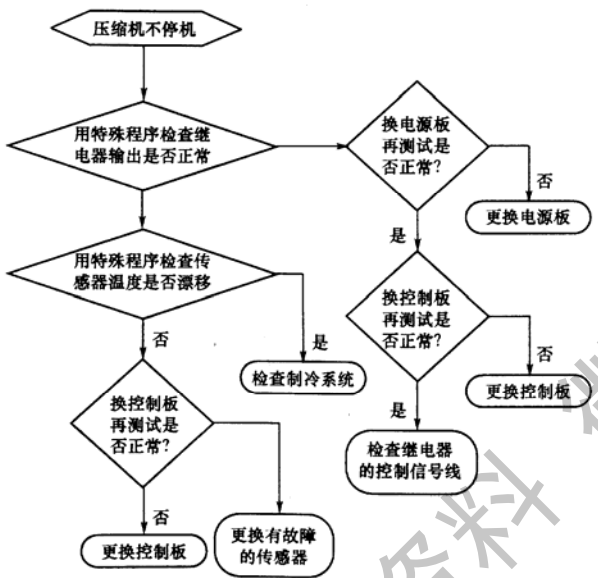 压缩机不停机
用特殊程序检查继
电器输出是否正常
换电源板
再测试是
否正常?
否
更换电源板
是
用特殊程序检查传
感器温度是否漂移
换控制板
再测试是
否正常?
否
是
检查制冷系统
否
更换控制板
换控制板
再测试是
否正常?
是
检查继电器
的控制信号线
否
更换控制板
更换有故障
的传感器
资料